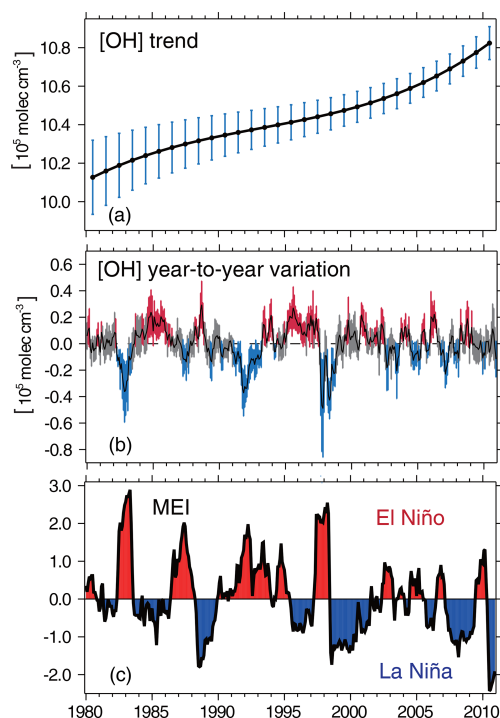 [OH] trend
10.8
10.6
10.4
10.2
10.0
[10⁵ molec cm⁻³]
(a)
[OH] year-to-year variation
0.6
0.4
0.2
0.0
-0.2
-0.4
-0.6
-0.8
[10⁵ molec cm⁻³]
(b)
3.0
2.0
1.0
0.0
-1.0
-2.0
MEI
El Niño
La Niña
(c)
1980 1985 1990 1995 2000 2005 2010